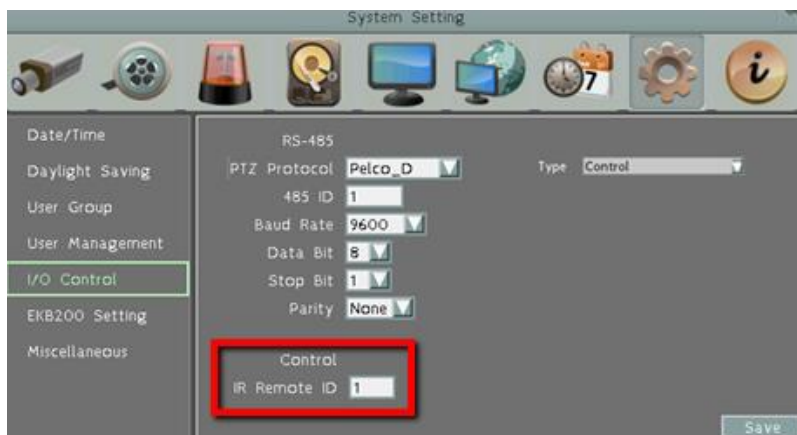 System Setting
7
i
Date/Time
Daylight Saving
User Group
User Management
I/O Control
EKB200 Setting
Miscellaneous
RS-485
PTZ Protocol Pelco_D
485 ID 1
Baud Rate 9600
Data Bit 8
Stop Bit 1
Parity None
Type Control
Control
IR Remote ID 1
Save